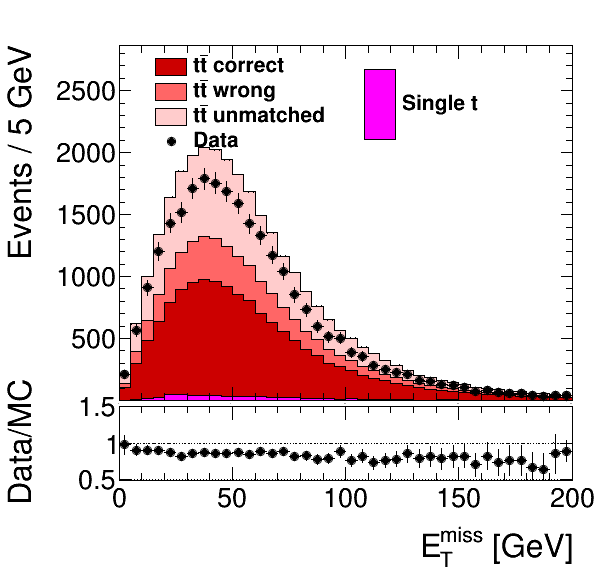 Events / 5 GeV
2500
2000
1500
1000
500
tt̄ correct
tt̄ wrong
tt̄ unmatched
Data
Single t
Data/MC
1.5
1
0.5
0 50 100 150 200
E_T^miss [GeV]